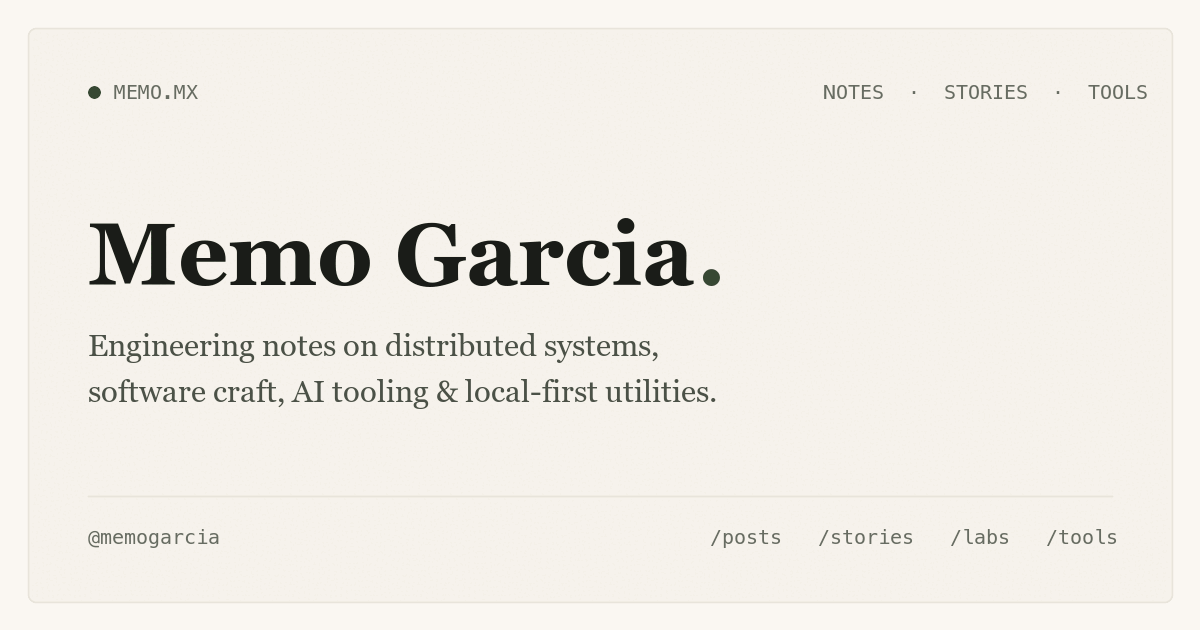 MEMO.MX
NOTES · STORIES · TOOLS
Memo Garcia.
Engineering notes on distributed systems,
software craft, AI tooling & local-first utilities.
@memogarcia
/posts /stories /labs /tools